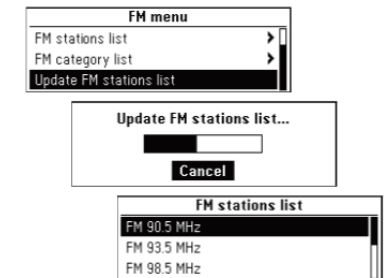 FM menu
FM stations list
FM category list
Update FM stations list
Update FM stations list...
Cancel
FM stations list
FM 90.5 MHz
FM 93.5 MHz
FM 98.5 MHz